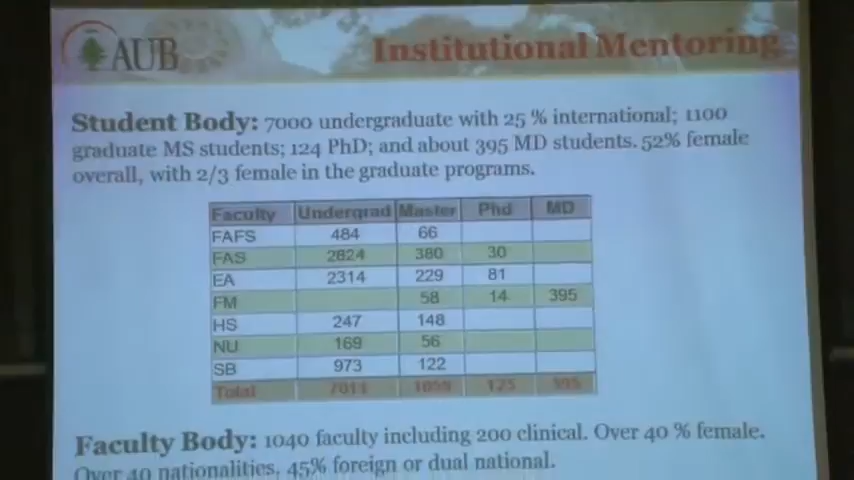 AUB
Institutional Mentoring
Student Body: 7000 undergraduate with 25 % international; 1100
graduate MS students; 124 PhD; and about 395 MD students. 52% female
overall, with 2/3 female in the graduate programs.
Faculty Undergrad Master Phd MD
FAFS 484 66
FAS 2824 380 30
EA 2314 229 81
FM 58 14 395
HS 247 148
NU 169 56
SB 973 122
Total 7011 1059 125 395
Faculty Body: 1040 faculty including 200 clinical. Over 40 % female.
Over 40 nationalities, 45% foreign or dual national.